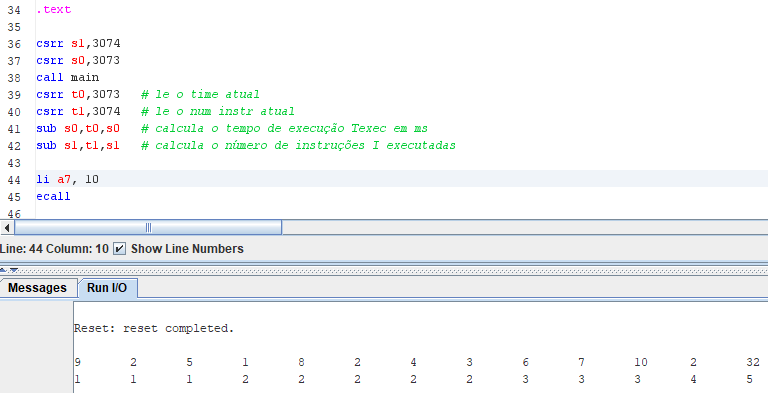 34 .text
35
36 csrr s1,3074
37 csrr s0,3073
38 call main
39 csrr t0,3073 # le o time atual
40 csrr t1,3074 # le o num instr atual
41 sub s0,t0,s0 # calcula o tempo de execução Texec em ms
42 sub s1,t1,s1 # calcula o número de instruções I executadas
43
44 li a7, 10
45 ecall
46
Line: 44 Column: 10 Show Line Numbers
Messages Run I/O
Reset: reset completed.
9 2 5 1 8 2 4 3 6 7 10 2 32
1 1 1 2 2 2 2 2 3 3 3 4 5